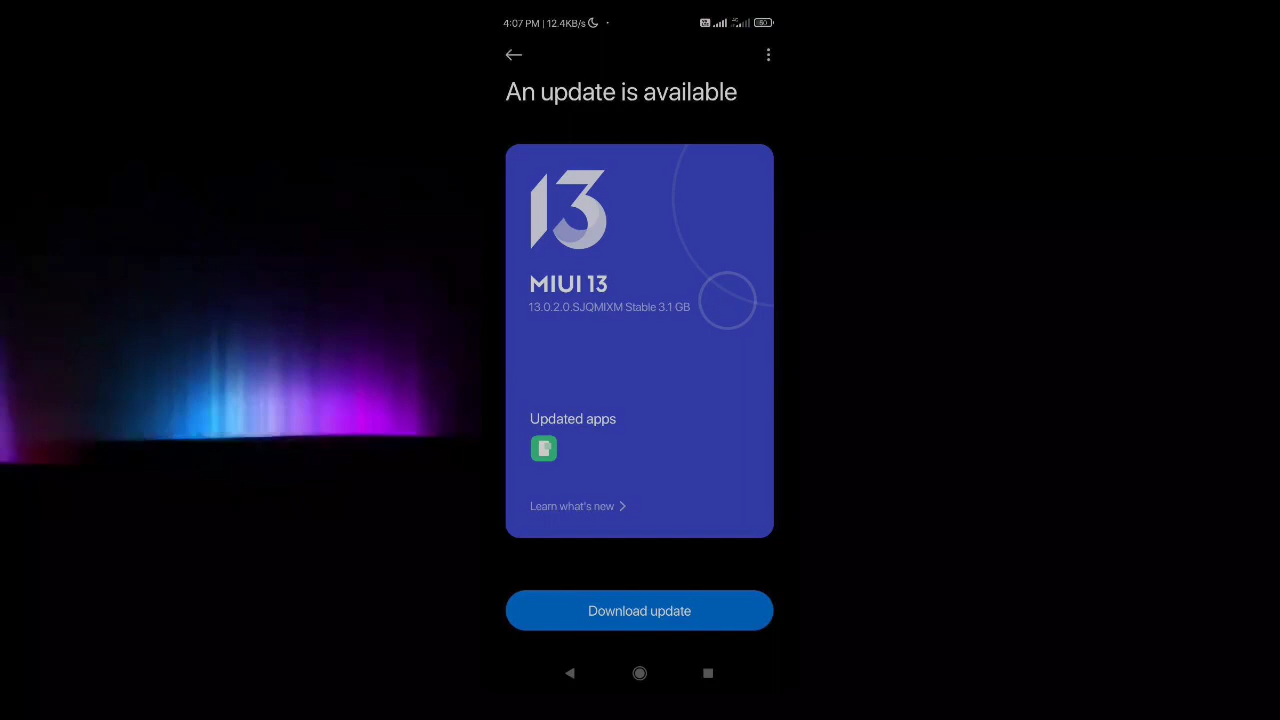 4:07 PM | 12.4KB/s
60
An update is available
13
MIUI 13
13.0.2.0.SJQMIXM Stable 3.1 GB
Updated apps
Learn what's new
Download update